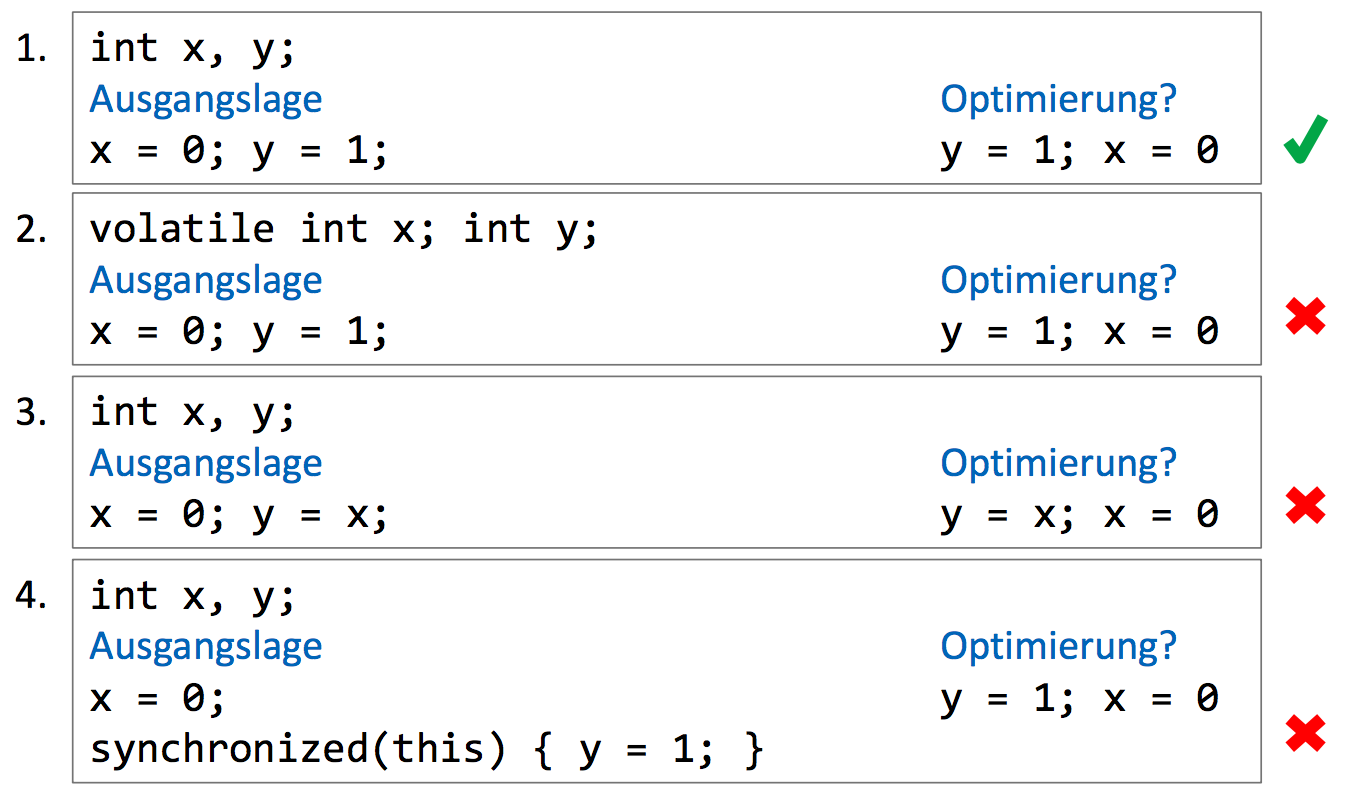 1. int x, y;
Ausgangslage Optimierung?
x = 0; y = 1; y = 1; x = 0
2. volatile int x; int y;
Ausgangslage Optimierung?
x = 0; y = 1; y = 1; x = 0
3. int x, y;
Ausgangslage Optimierung?
x = 0; y = x; y = x; x = 0
4. int x, y;
Ausgangslage Optimierung?
x = 0; y = 1; x = 0
synchronized(this) { y = 1; }